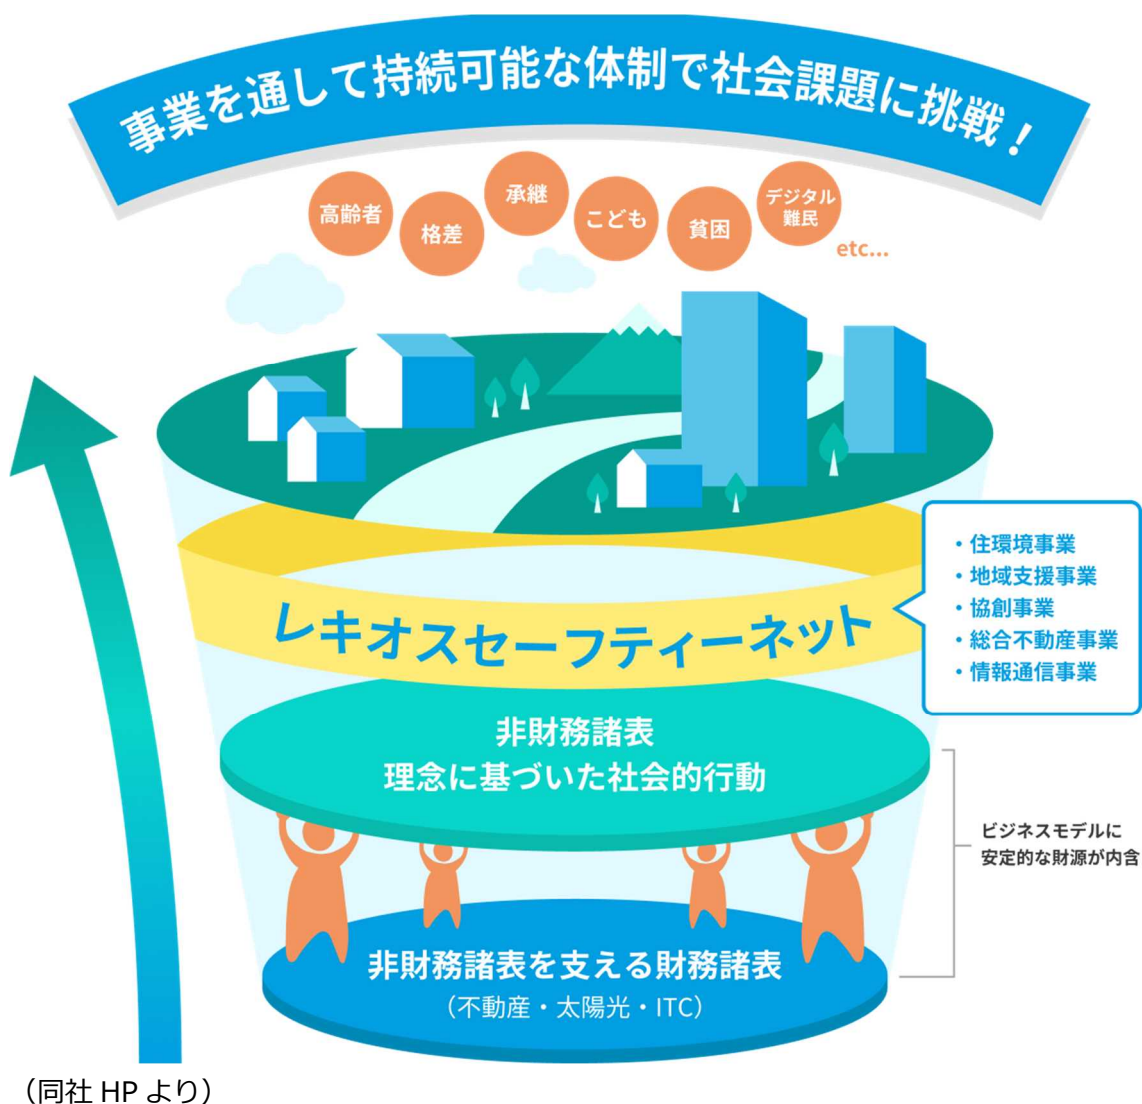 事業を通して持続可能な体制で社会課題に挑戦！
高齢者
格差
承継
こども
貧困
デジタル
難民
etc...
・住環境事業
・地域支援事業
・協創事業
・総合不動産事業
・情報通信事業
レキオスセーフティーネット
非財務諸表
理念に基づいた社会的行動
ビジネスモデルに
安定的な財源が内含
非財務諸表を支える財務諸表
（不動産・太陽光・ITC）
（同社 HP より）